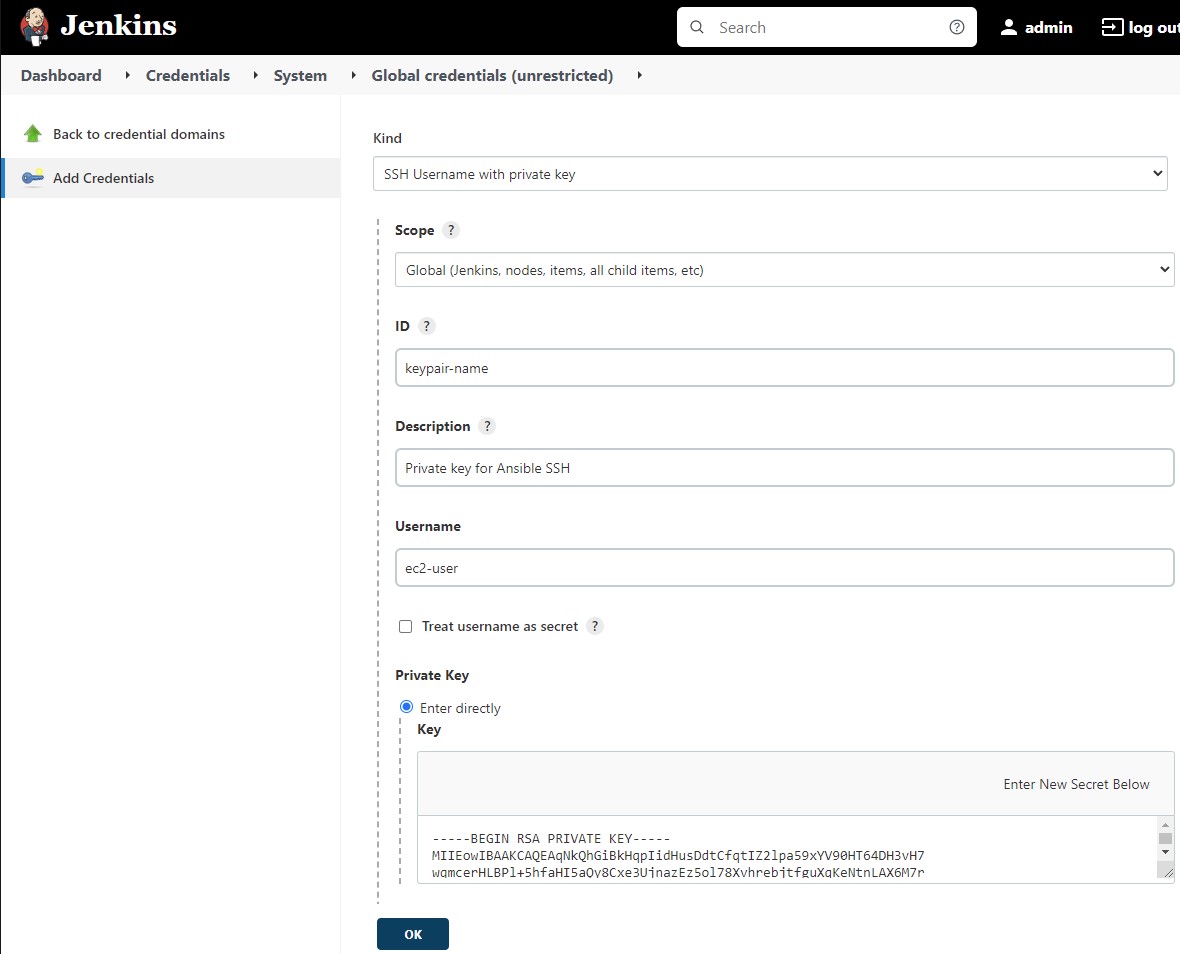 Jenkins
Search
admin
log out
Dashboard
Credentials
System
Global credentials (unrestricted)
Back to credential domains
Add Credentials
Kind
SSH Username with private key
Scope ?
Global (Jenkins, nodes, items, all child items, etc)
ID ?
keypair-name
Description ?
Private key for Ansible SSH
Username
ec2-user
Treat username as secret ?
Private Key
Enter directly
Key
Enter New Secret Below
-----BEGIN RSA PRIVATE KEY-----
OK